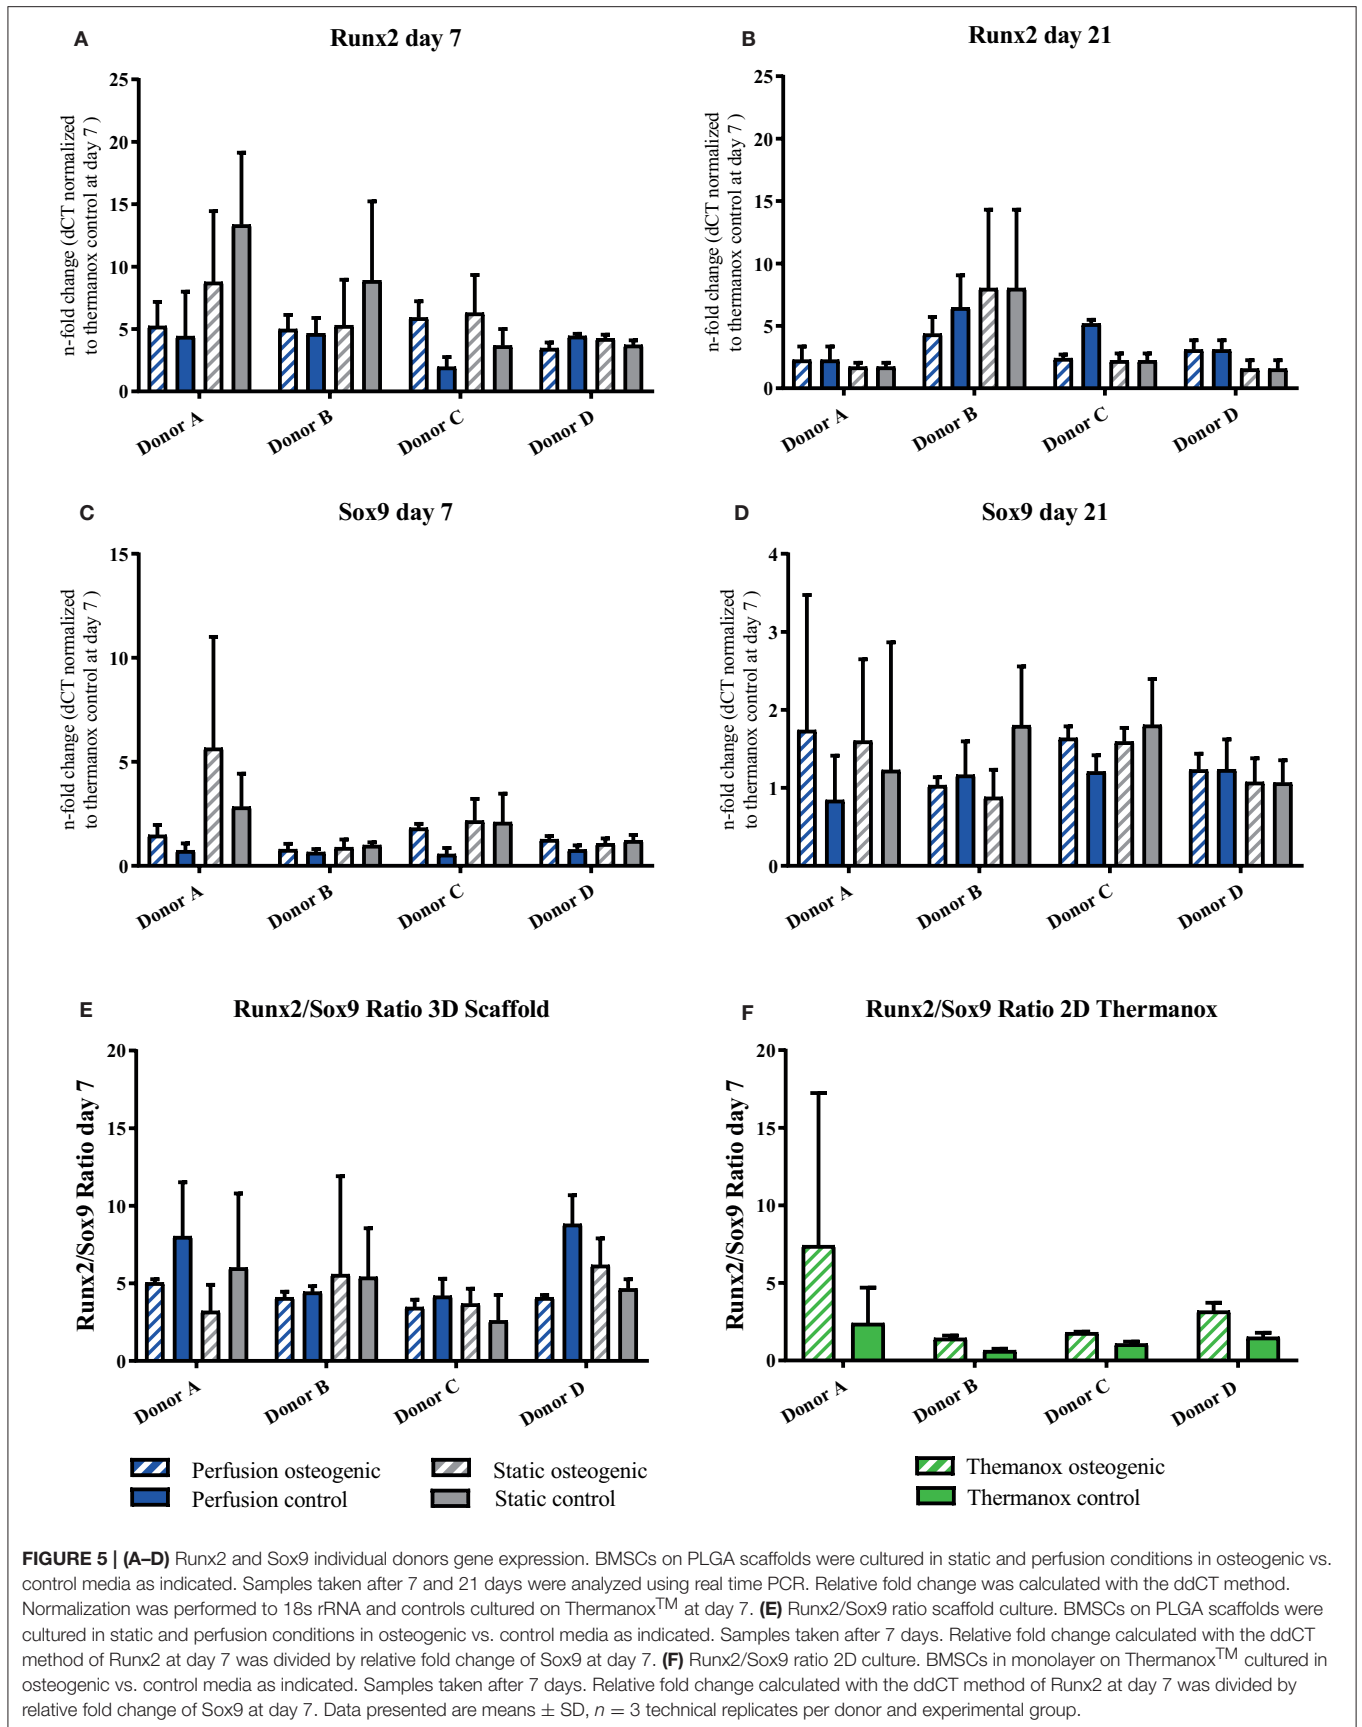 A
Runx2 day 7
n-fold change (dCT normalized
to thermanox control at day 7 )
25
20
15
10
5
0
Donor A
Donor B
Donor C
Donor D
B
Runx2 day 21
n-fold change (dCT normalized
to thermanox control at day 7 )
25
20
15
10
5
0
Donor A
Donor B
Donor C
Donor D
C
Sox9 day 7
n-fold change (dCT normalized
to thermanox control at day 7 )
15
10
5
0
Donor A
Donor B
Donor C
Donor D
D
Sox9 day 21
n-fold change (dCT normalized
to thermanox control at day 7 )
4
3
2
1
0
Donor A
Donor B
Donor C
Donor D
E
Runx2/Sox9 Ratio 3D Scaffold
Runx2/Sox9 Ratio day 7
20
15
10
5
0
Donor A
Donor B
Donor C
Donor D
F
Runx2/Sox9 Ratio 2D Thermanox
Runx2/Sox9 Ratio day 7
20
15
10
5
0
Donor A
Donor B
Donor C
Donor D
Perfusion osteogenic
Perfusion control
Static osteogenic
Static control
Themanox osteogenic
Thermanox control
FIGURE 5 | (A–D) Runx2 and Sox9 individual donors gene expression. BMSCs on PLGA scaffolds were cultured in static and perfusion conditions in osteogenic vs.
control media as indicated. Samples taken after 7 and 21 days were analyzed using real time PCR. Relative fold change was calculated with the ddCT method.
Normalization was performed to 18s rRNA and controls cultured on Thermanox™ at day 7. (E) Runx2/Sox9 ratio scaffold culture. BMSCs on PLGA scaffolds were
cultured in static and perfusion conditions in osteogenic vs. control media as indicated. Samples taken after 7 days. Relative fold change calculated with the ddCT
method of Runx2 at day 7 was divided by relative fold change of Sox9 at day 7. (F) Runx2/Sox9 ratio 2D culture. BMSCs in monolayer on Thermanox™ cultured in
osteogenic vs. control media as indicated. Samples taken after 7 days. Relative fold change calculated with the ddCT method of Runx2 at day 7 was divided by
relative fold change of Sox9 at day 7. Data presented are means ± SD, n = 3 technical replicates per donor and experimental group.